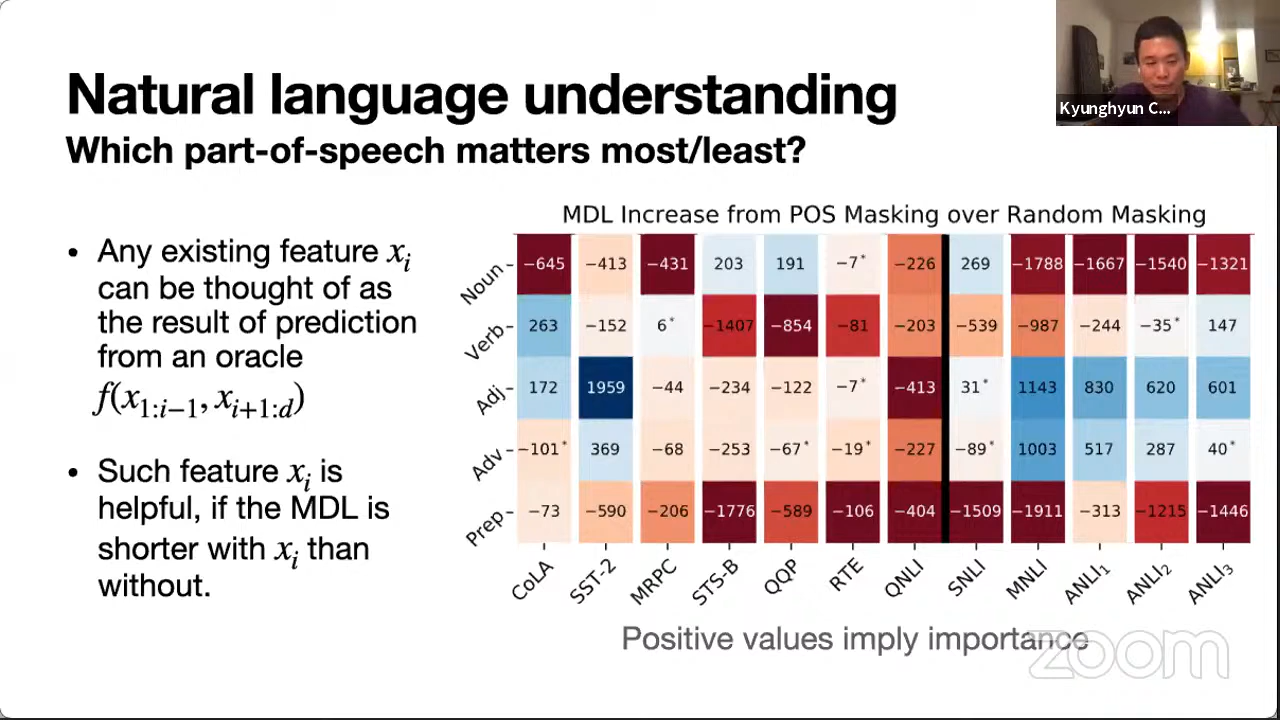 Natural language understanding
Which part-of-speech matters most/least?
Kyunghyun C...
• Any existing feature xᵢ
can be thought of as
the result of prediction
from an oracle
f(x₁:ᵢ₋₁, xᵢ₊₁:d)
• Such feature xᵢ is
helpful, if the MDL is
shorter with xᵢ than
without.
MDL Increase from POS Masking over Random Masking
Noun −645 −413 −431 203 191 −7* −226 269 −1788 −1667 −1540 −1321
Verb 263 −152 6* −1407 −854 −81 −203 −539 −987 −244 −35* 147
Adj 172 1959 −44 −234 −122 −7* −413 31* 1143 830 620 601
Adv −101* 369 −68 −253 −67* −19* −227 −89* 1003 517 287 40*
Prep −73 −590 −206 −1776 −589 −106 −404 −1509 −1911 −313 −1215 −1446
CoLA SST-2 MRPC STS-B QQP RTE QNLI SNLI MNLI ANLI₁ ANLI₂ ANLI₃
Positive values imply importance
zoom